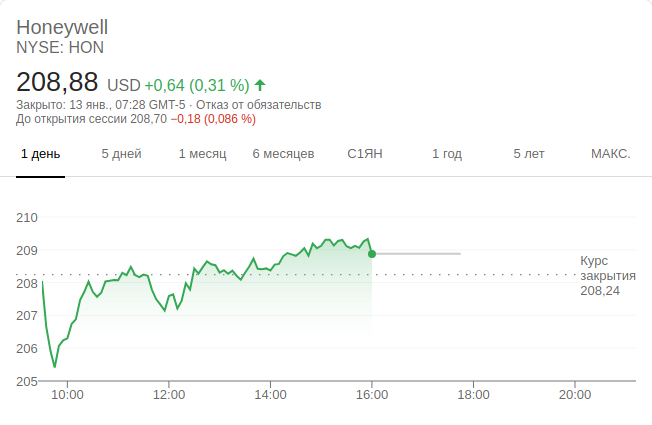 Honeywell
NYSE: HON
208,88 USD +0,64 (0,31 %)
Закрыто: 13 янв., 07:28 GMT-5 · Отказ от обязательств
До открытия сессии 208,70 −0,18 (0,086 %)
1 день 5 дней 1 месяц 6 месяцев С1ЯН 1 год 5 лет МАКС.
210
209
208
207
206
205
Курс
закрытия
208,24
10:00 12:00 14:00 16:00 18:00 20:00